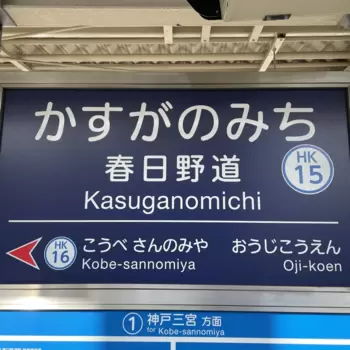 かすがのみち
春日野道
HK
15
Kasuganomichi
HK
16
こうべ さんのみや
Kobe-sannomiya
おうじこうえん
Oji-koen
1 神戸三宮 方面
for Kobe-sannomiya